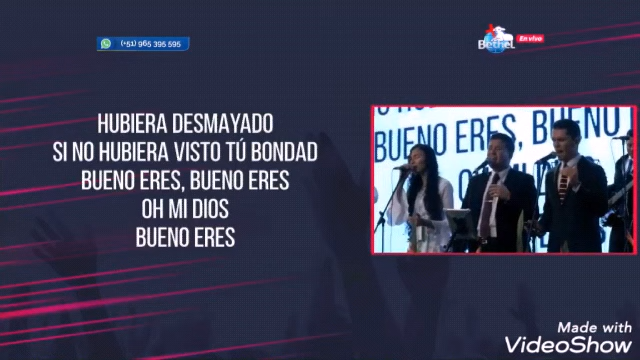 (+51) 965 395 595
Bethel
En vivo
HUBIERA DESMAYADO
SI NO HUBIERA VISTO TÚ BONDAD
BUENO ERES, BUENO ERES
OH MI DIOS
BUENO ERES
BUENO ERES, BUENO
Made with
VideoShow